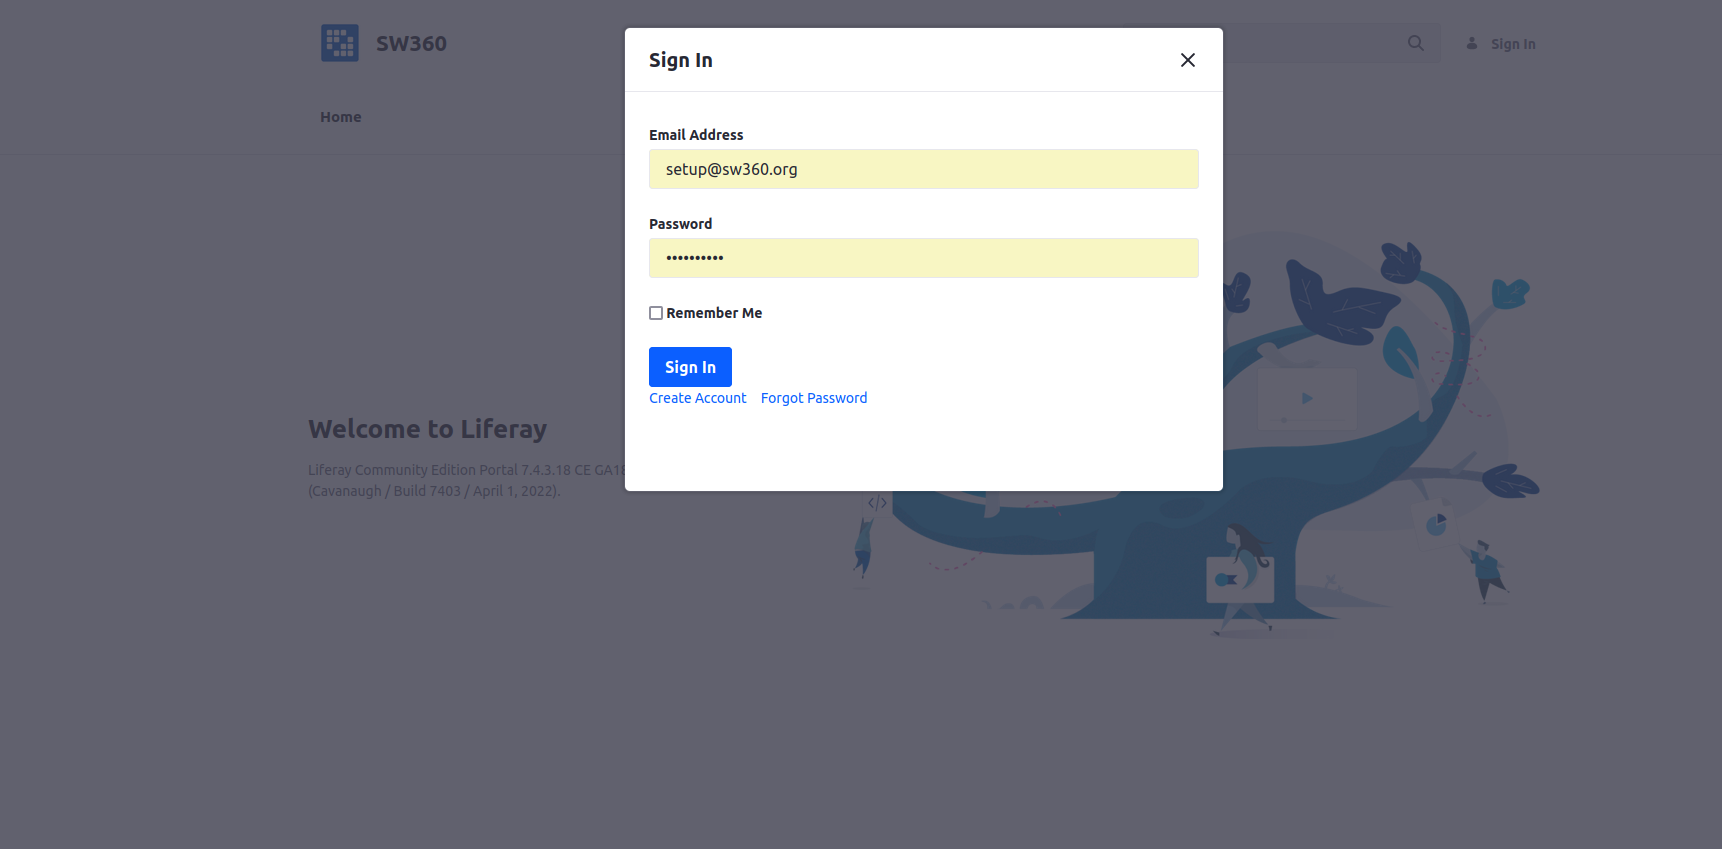 SW360
Sign In
Home
Sign In
Email Address
setup@sw360.org
Password
••••••••••
Remember Me
Sign In
Create Account Forgot Password
Welcome to Liferay
Liferay Community Edition Portal 7.4.3.18 CE GA18
(Cavanaugh / Build 7403 / April 1, 2022).